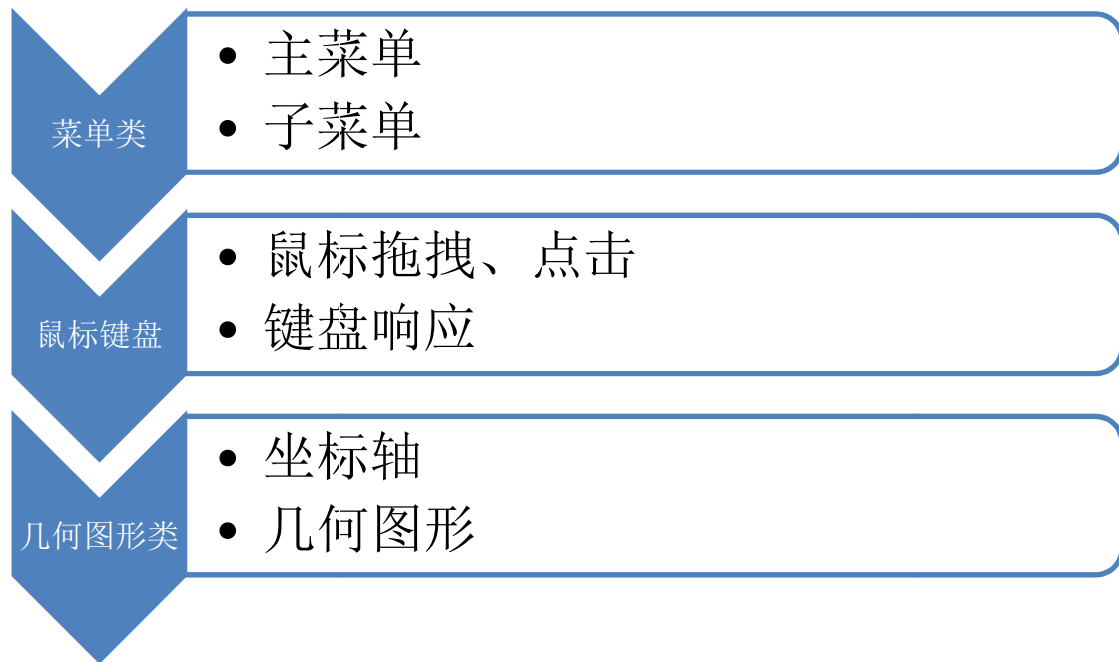 菜单类
• 主菜单
• 子菜单
鼠标键盘
• 鼠标拖拽、点击
• 键盘响应
几何图形类
• 坐标轴
• 几何图形